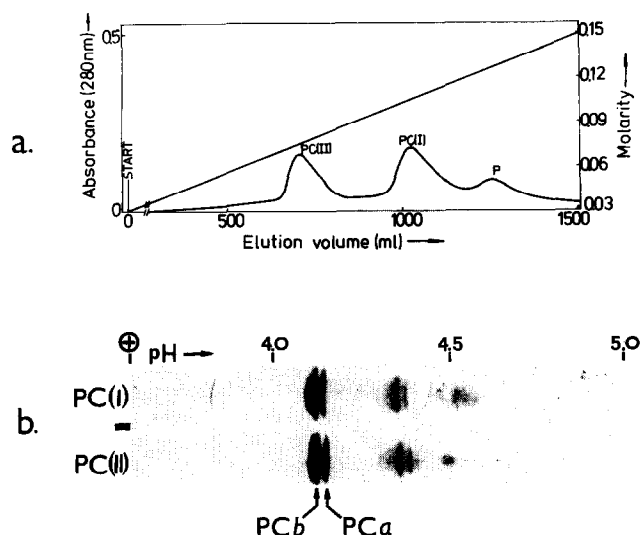 a.
Absorbance (280nm) →
0.5
0
START
PC(III)
PC(II)
P
0.15
0.12
0.09
0.06
0.03
Molarity →
0 500 1000 1500
Elution volume (ml) →
b.
⊕ pH → 4.0 4.5 5.0
PC(I)
PC(II)
PCb PCa